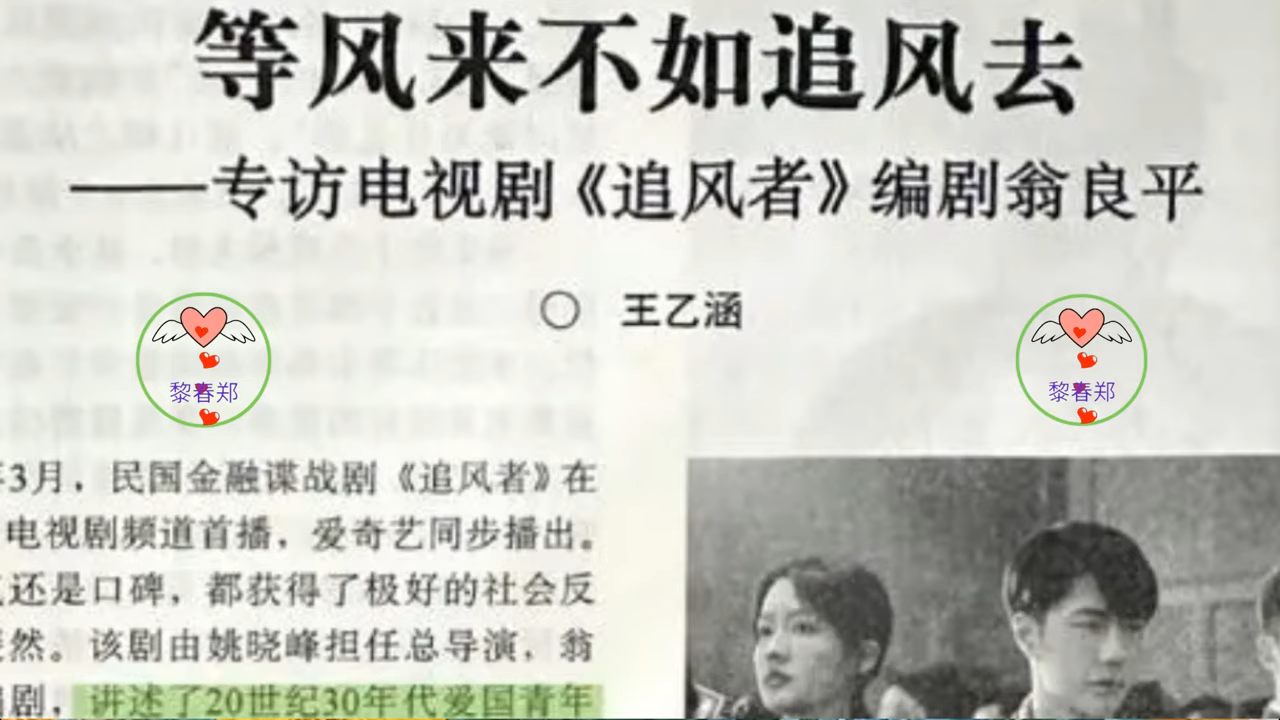 等风来不如追风去
——专访电视剧《追风者》编剧翁良平
○ 王乙涵
黎春郑
黎春郑
3月，民国金融谍战剧《追风者》在
电视剧频道首播，爱奇艺同步播出。
还是口碑，都获得了极好的社会反
然。该剧由姚晓峰担任总导演，翁
剧，讲述了20世纪30年代爱国青年